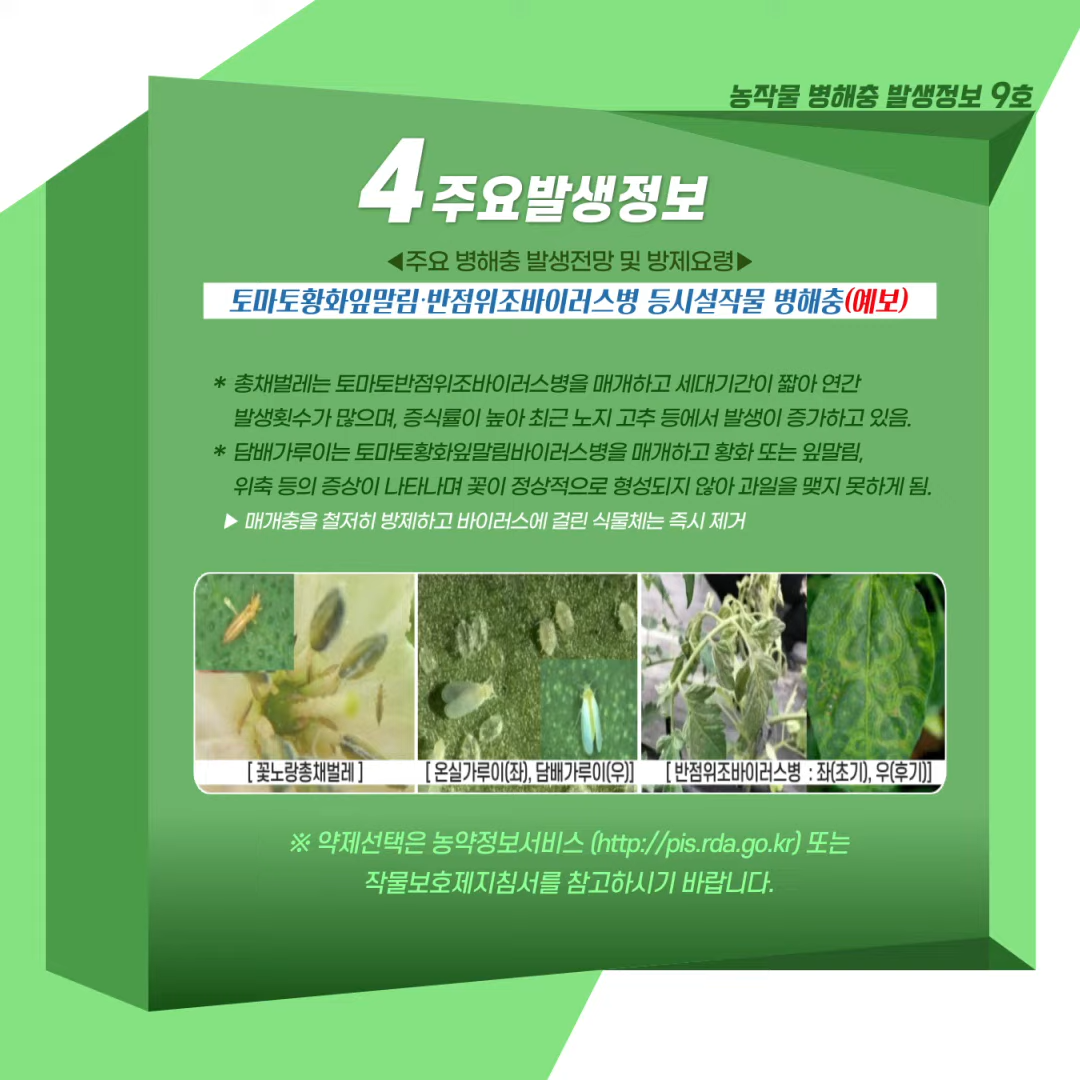 농작물 병해충 발생정보 9호
4 주요발생정보
◀주요 병해충 발생전망 및 방제요령▶
토마토황화잎말림·반점위조바이러스병 등시설작물 병해충(예보)
* 총채벌레는 토마토반점위조바이러스병을 매개하고 세대기간이 짧아 연간
발생횟수가 많으며, 증식률이 높아 최근 노지 고추 등에서 발생이 증가하고 있음.
* 담배가루이는 토마토황화잎말림바이러스병을 매개하고 황화 또는 잎말림,
위축 등의 증상이 나타나며 꽃이 정상적으로 형성되지 않아 과일을 맺지 못하게 됨.
▶ 매개충을 철저히 방제하고 바이러스에 걸린 식물체는 즉시 제거
[ 꽃노랑총채벌레 ]
[ 온실가루이(좌), 담배가루이(우)]
[ 반점위조바이러스병 : 좌(초기), 우(후기)]
※ 약제선택은 농약정보서비스 (http://pis.rda.go.kr) 또는
작물보호제지침서를 참고하시기 바랍니다.